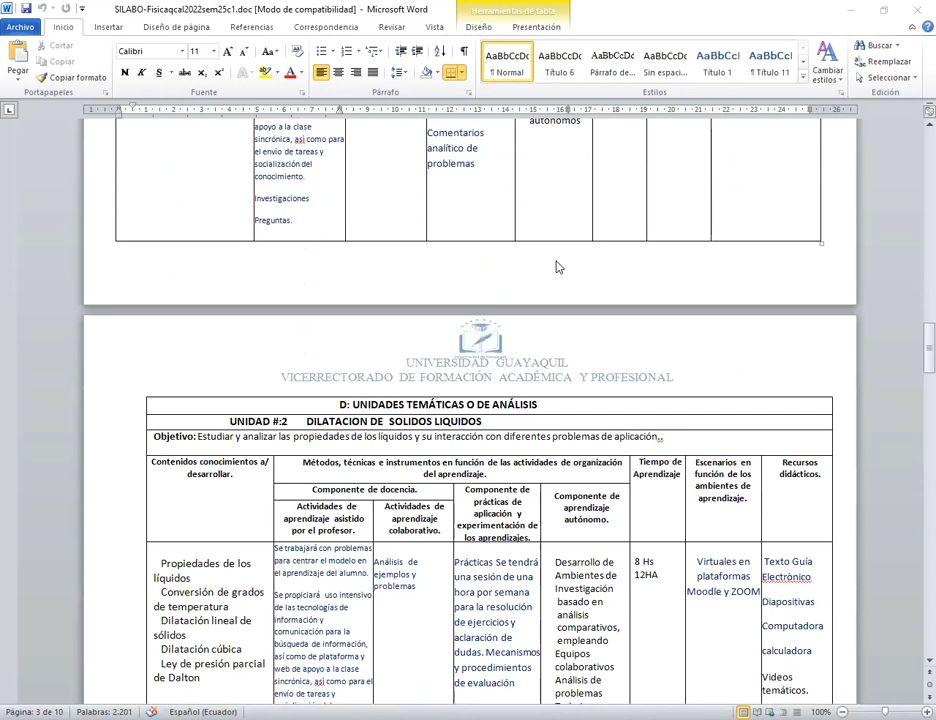 SILABO-Fisicaqcal2022sem25c1.doc [Modo de compatibilidad] - Microsoft Word
Herramientas de tabla
Archivo Inicio Insertar Diseño de página Referencias Correspondencia Revisar Vista Diseño Presentación
Pegar
Cortar
Copiar
Copiar formato
Portapapeles
Calibri 11
Fuente
Párrafo
AaBbCcDc AaBbCcDc AaBbCcDc AaBbCcDc AaBbCcI AaBbCcI
¶ Normal Título 6 Párrafo de... Sin espaci... Título 1 ¶ Título 11
Estilos
Cambiar estilos
Buscar
Reemplazar
Seleccionar
Edición
apoyo a la clase
sincrónica, asi como para
el envío de tareas y
socialización del
conocimiento.
Investigaciones
Preguntas.
Comentarios
analítico de
problemas
autónomos
UNIVERSIDAD GUAYAQUIL
VICERRECTORADO DE FORMACIÓN ACADÉMICA Y PROFESIONAL
D: UNIDADES TEMÁTICAS O DE ANÁLISIS
UNIDAD #:2 DILATACION DE SOLIDOS LIQUIDOS
Objetivo: Estudiar y analizar las propiedades de los líquidos y su interacción con diferentes problemas de aplicación..
Contenidos conocimientos a/
desarrollar.
Métodos, técnicas e instrumentos en función de las actividades de organización
del aprendizaje.
Tiempo de
Aprendizaje
Escenarios en
función de los
ambientes de
aprendizaje.
Recursos
didácticos.
Componente de docencia.
Componente de
prácticas de
aplicación y
experimentación de
los aprendizajes.
Componente de
aprendizaje
autónomo.
Actividades de
aprendizaje asistido
por el profesor.
Actividades de
aprendizaje
colaborativo.
Propiedades de los
líquidos
Conversión de grados
de temperatura
Dilatación lineal de
sólidos
Dilatación cúbica
Ley de presión parcial
de Dalton
Se trabajará con problemas
para centrar el modelo en
el aprendizaje del alumno.
Se propiciará uso intensivo
de las tecnologías de
información y
comunicación para la
búsqueda de información,
así como de plataforma y
web de apoyo a la clase
sincrónica, asi como para el
envío de tareas y
Análisis de
ejemplos y
problemas
Prácticas Se tendrá
una sesión de una
hora por semana
para la resolución
de ejercicios y
aclaración de
dudas. Mecanismos
y procedimientos
de evaluación
Desarrollo de
Ambientes de
Investigación
basado en
análisis
comparativos,
empleando
Equipos
colaborativos
Análisis de
problemas
8 Hs
12HA
Virtuales en
plataformas
Moodle y ZOOM
Texto Guía
Electrònico
Diapositivas
Computadora
calculadora
Videos
temáticos.
Página: 3 de 10 Palabras: 2.201 Español (Ecuador) 100%